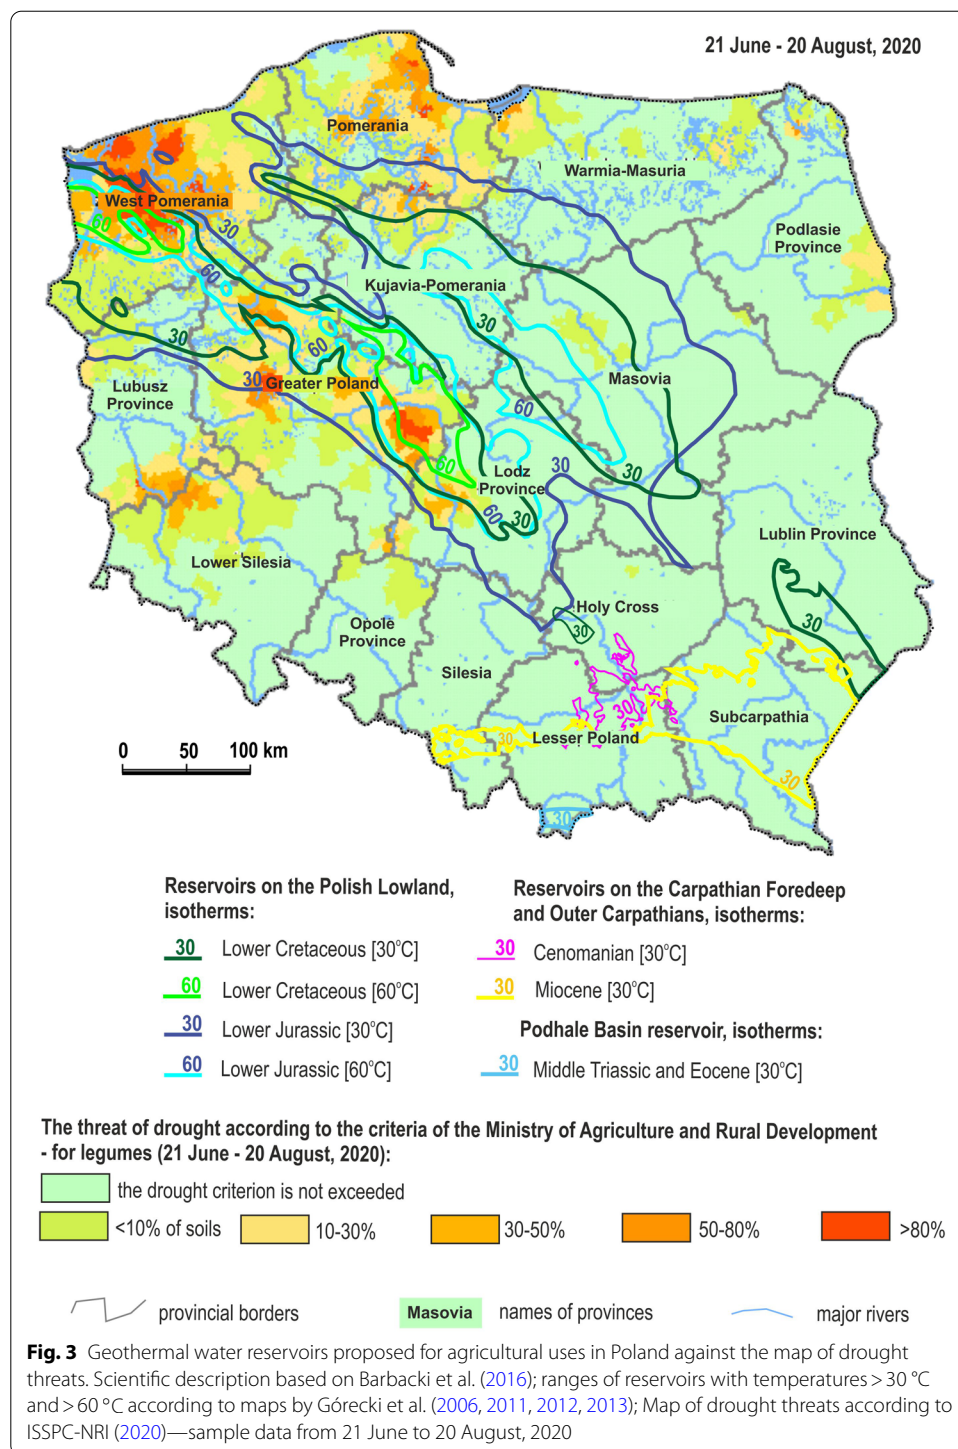 21 June - 20 August, 2020
Pomerania
Warmia-Masuria
West Pomerania
60
30
Podlasie
Province
60
Kujavia-Pomerania
30
30
60
Masovia
30
Greater Poland
Lubusz
Province
60
60
30
30
Lodz
Province
60
30
Lublin Province
Lower Silesia
Holy Cross
30
30
Opole
Province
Silesia
30
Subcarpathia
30
Lesser Poland
0 50 100 km
30
30
Reservoirs on the Polish Lowland,
isotherms:
30 Lower Cretaceous [30°C]
60 Lower Cretaceous [60°C]
30 Lower Jurassic [30°C]
60 Lower Jurassic [60°C]
Reservoirs on the Carpathian Foredeep
and Outer Carpathians, isotherms:
30 Cenomanian [30°C]
30 Miocene [30°C]
Podhale Basin reservoir, isotherms:
30 Middle Triassic and Eocene [30°C]
The threat of drought according to the criteria of the Ministry of Agriculture and Rural Development
- for legumes (21 June - 20 August, 2020):
the drought criterion is not exceeded
<10% of soils 10-30% 30-50% 50-80% >80%
provincial borders Masovia names of provinces major rivers
Fig. 3 Geothermal water reservoirs proposed for agricultural uses in Poland against the map of drought
threats. Scientific description based on Barbacki et al. (2016); ranges of reservoirs with temperatures > 30 °C
and > 60 °C according to maps by Górecki et al. (2006, 2011, 2012, 2013); Map of drought threats according to
ISSPC-NRI (2020)—sample data from 21 June to 20 August, 2020